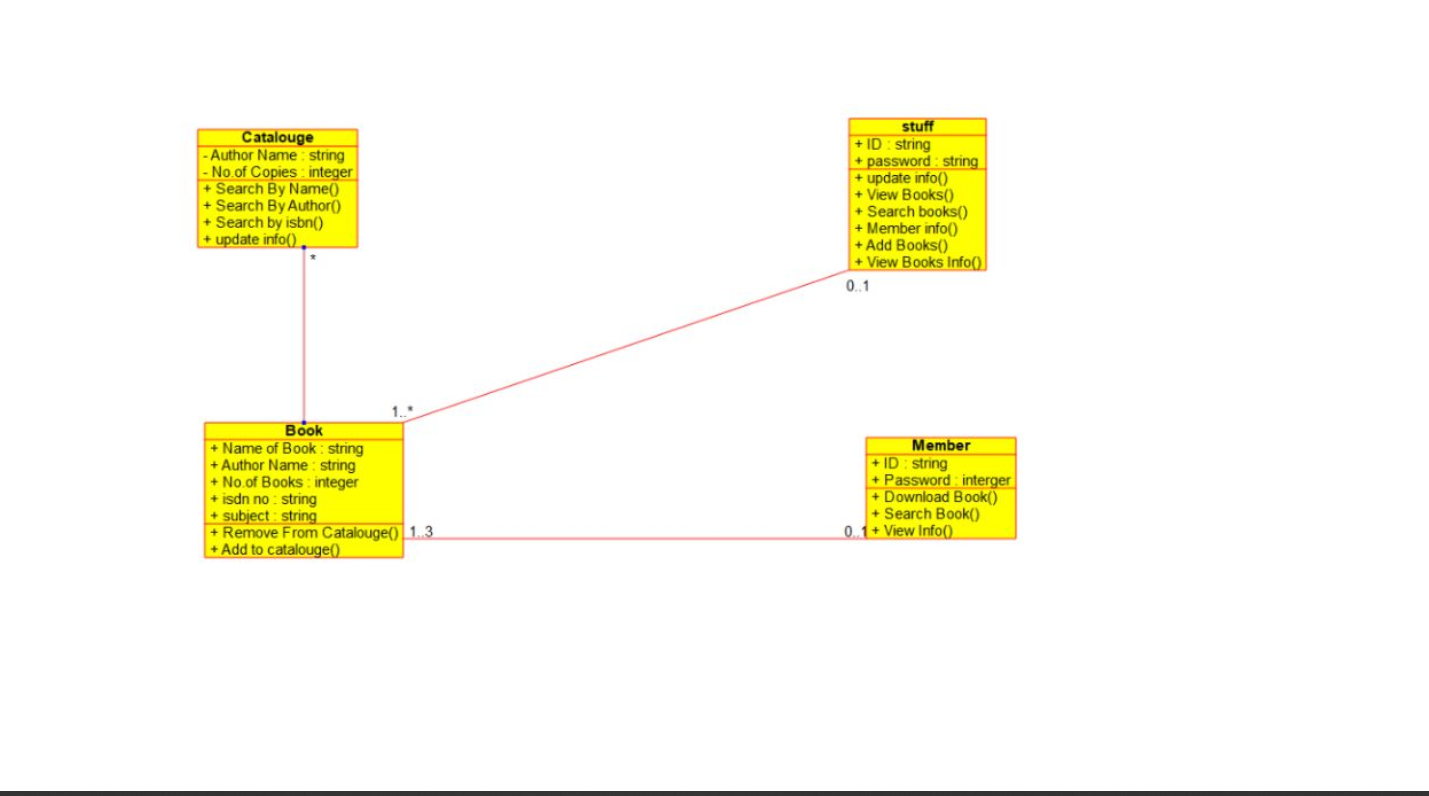 Catalouge
- Author Name : string
- No.of Copies : integer
+ Search By Name()
+ Search By Author()
+ Search by isbn()
+ update info()
*
stuff
+ ID : string
+ password : string
+ update info()
+ View Books()
+ Search books()
+ Member info()
+ Add Books()
+ View Books Info()
0..1
1..*
Book
+ Name of Book : string
+ Author Name : string
+ No.of Books : integer
+ isdn no : string
+ subject : string
+ Remove From Catalouge()
+ Add to catalouge()
1..3
0..1
Member
+ ID : string
+ Password : interger
+ Download Book()
+ Search Book()
+ View Info()